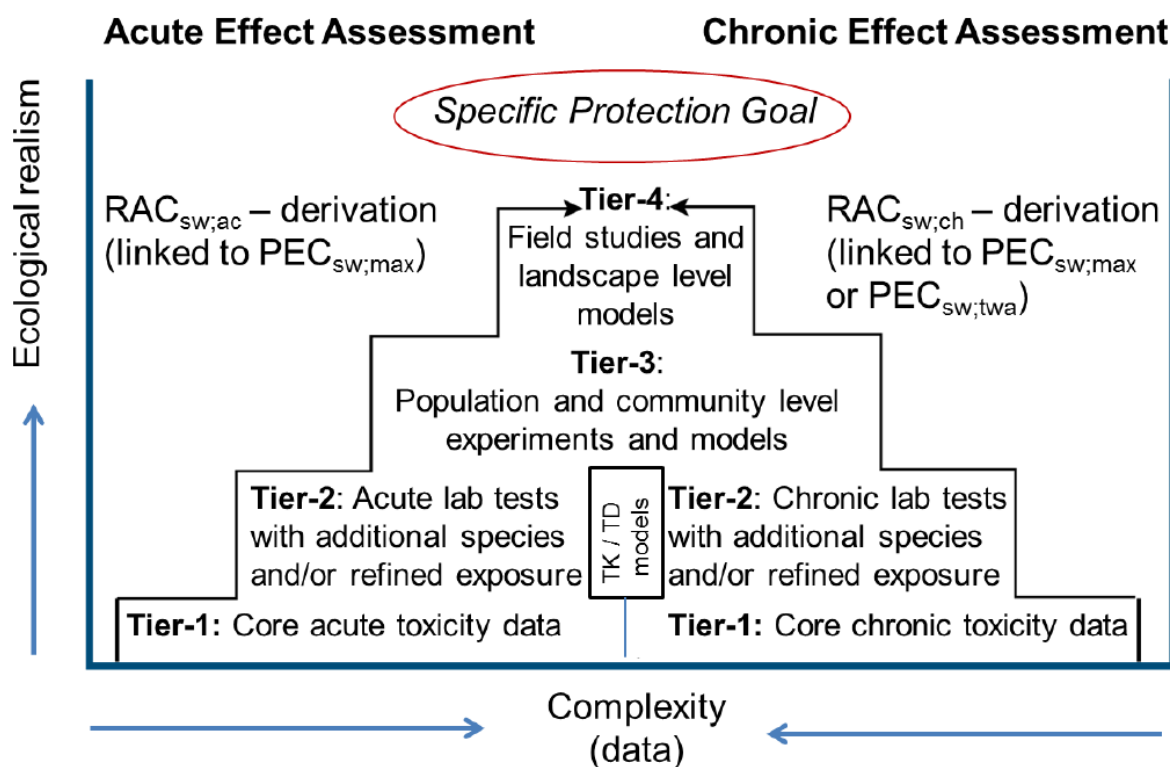 Acute Effect Assessment
Chronic Effect Assessment
Specific Protection Goal
Ecological realism
RACsw;ac – derivation
(linked to PECsw;max)
Tier-4:
Field studies and
landscape level
models
RACsw;ch – derivation
(linked to PECsw;max
or PECsw;twa)
Tier-3:
Population and community level
experiments and models
Tier-2: Acute lab tests
with additional species
and/or refined exposure
TK / TD
models
Tier-2: Chronic lab tests
with additional species
and/or refined exposure
Tier-1: Core acute toxicity data
Tier-1: Core chronic toxicity data
Complexity
(data)